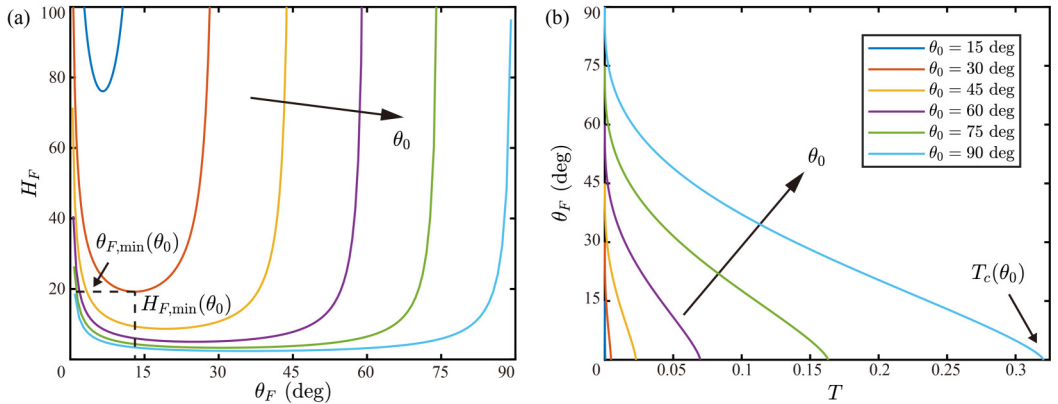 (a)
100
80
60
40
20
0
15
30
45
60
75
90
H_F
θ_F (deg)
θ_0
θ_{F,min}(θ_0)
H_{F,min}(θ_0)
(b)
90
75
60
45
30
15
0
0.05
0.1
0.15
0.2
0.25
0.3
θ_F (deg)
T
θ_0
T_c(θ_0)
θ_0 = 15 deg
θ_0 = 30 deg
θ_0 = 45 deg
θ_0 = 60 deg
θ_0 = 75 deg
θ_0 = 90 deg